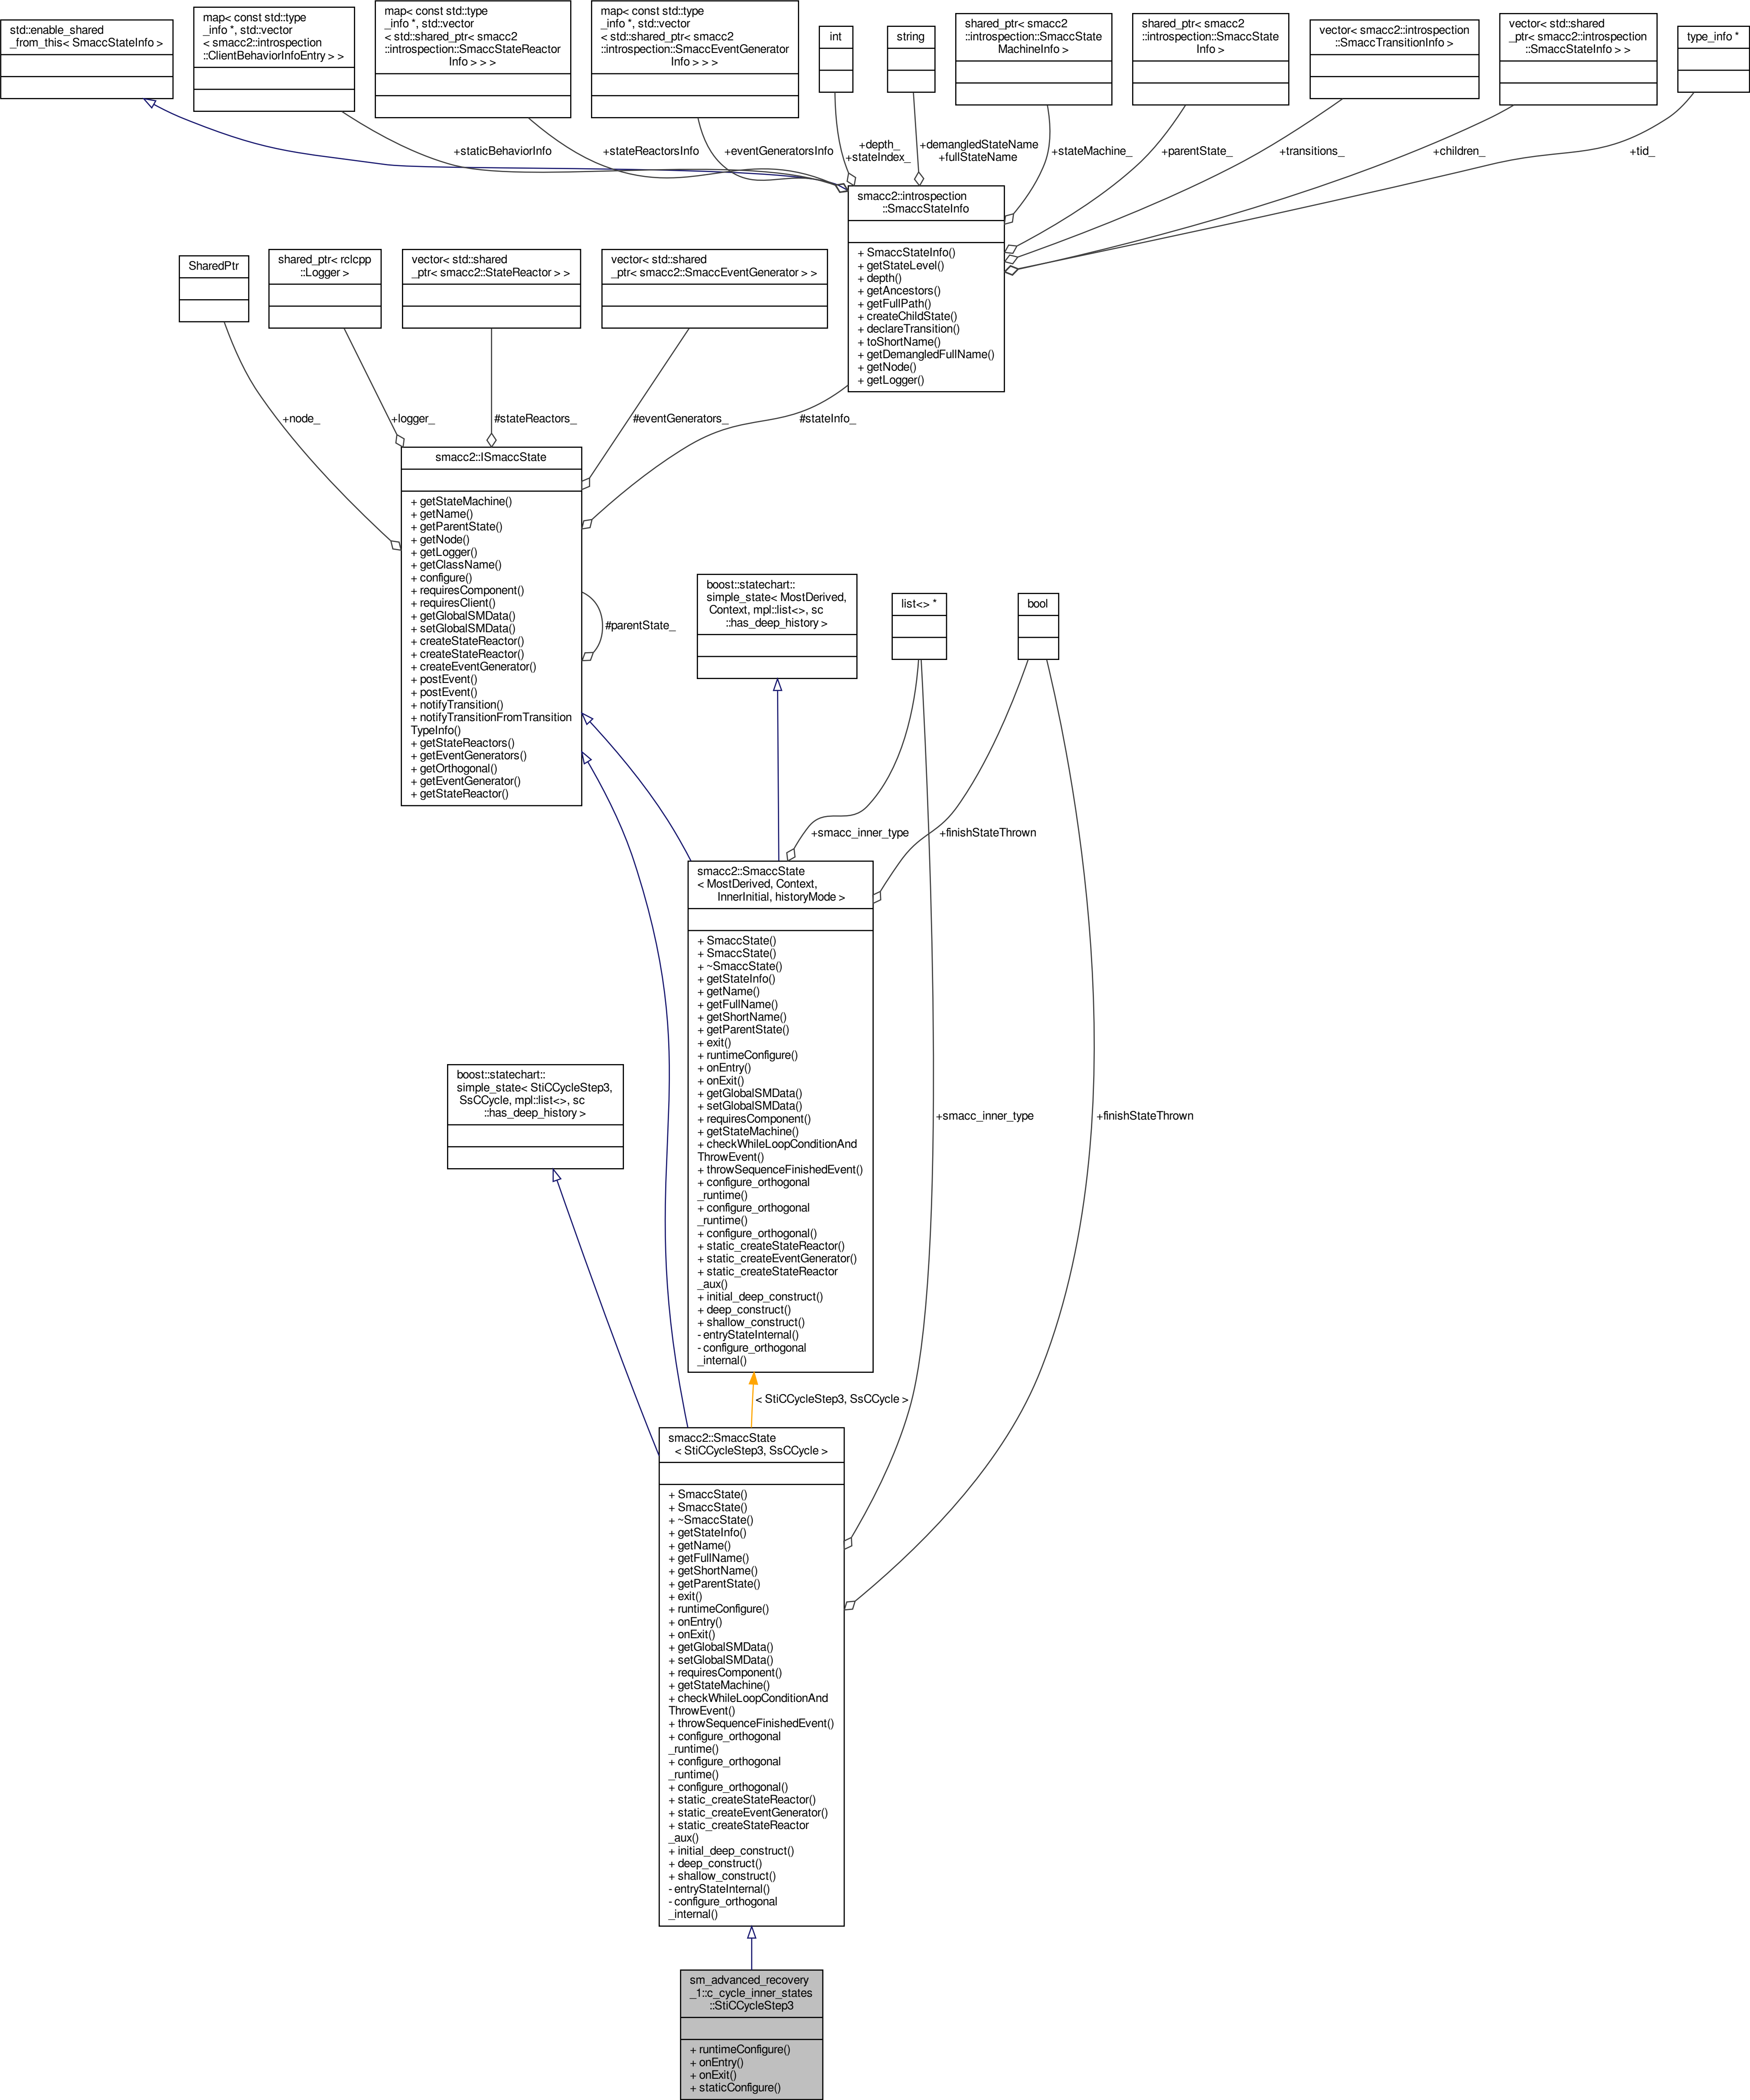 std::enable_shared
_from_this< SmaccStateInfo >
map< const std::type
_info *, std::vector
< smacc2::introspection
::ClientBehaviorInfoEntry > >
map< const std::type
_info *, std::vector
< std::shared_ptr< smacc2
::introspection::SmaccStateReactor
Info > > >
map< const std::type
_info *, std::vector
< std::shared_ptr< smacc2
::introspection::SmaccEventGenerator
Info > > >
int
string
shared_ptr< smacc2
::introspection::SmaccState
MachineInfo >
shared_ptr< smacc2
::introspection::SmaccState
Info >
vector< smacc2::introspection
::SmaccTransitionInfo >
vector< std::shared
_ptr< smacc2::introspection
::SmaccStateInfo > >
type_info *
+staticBehaviorInfo
+stateReactorsInfo
+eventGeneratorsInfo
+depth_
+stateIndex_
+demangledStateName
+fullStateName
+stateMachine_
+parentState_
+transitions_
+children_
+tid_
smacc2::introspection
::SmaccStateInfo
+ SmaccStateInfo()
+ getStateLevel()
+ depth()
+ getAncestors()
+ getFullPath()
+ createChildState()
+ declareTransition()
+ toShortName()
+ getDemangledFullName()
+ getNode()
+ getLogger()
SharedPtr
shared_ptr< rclcpp
::Logger >
vector< std::shared
_ptr< smacc2::StateReactor > >
vector< std::shared
_ptr< smacc2::SmaccEventGenerator > >
+node_
+logger_
#stateReactors_
#eventGenerators_
#stateInfo_
smacc2::ISmaccState
+ getStateMachine()
+ getName()
+ getParentState()
+ getNode()
+ getLogger()
+ getClassName()
+ configure()
+ requiresComponent()
+ requiresClient()
+ getGlobalSMData()
+ setGlobalSMData()
+ createStateReactor()
+ createStateReactor()
+ createEventGenerator()
+ postEvent()
+ postEvent()
+ notifyTransition()
+ notifyTransitionFromTransition
TypeInfo()
+ getStateReactors()
+ getEventGenerators()
+ getOrthogonal()
+ getEventGenerator()
+ getStateReactor()
#parentState_
boost::statechart::
simple_state< MostDerived,
Context, mpl::list<>, sc
::has_deep_history >
list<> *
bool
+smacc_inner_type
+finishStateThrown
smacc2::SmaccState
< MostDerived, Context,
InnerInitial, historyMode >
+ SmaccState()
+ SmaccState()
+ ~SmaccState()
+ getStateInfo()
+ getName()
+ getFullName()
+ getShortName()
+ getParentState()
+ exit()
+ runtimeConfigure()
+ onEntry()
+ onExit()
+ getGlobalSMData()
+ setGlobalSMData()
+ requiresComponent()
+ getStateMachine()
+ checkWhileLoopConditionAnd
ThrowEvent()
+ throwSequenceFinishedEvent()
+ configure_orthogonal
_runtime()
+ configure_orthogonal
_runtime()
+ configure_orthogonal()
+ static_createStateReactor()
+ static_createEventGenerator()
+ static_createStateReactor
_aux()
+ initial_deep_construct()
+ deep_construct()
+ shallow_construct()
- entryStateInternal()
- configure_orthogonal
_internal()
boost::statechart::
simple_state< StiCCycleStep3,
SsCCycle, mpl::list<>, sc
::has_deep_history >
+smacc_inner_type
+finishStateThrown
< StiCCycleStep3, SsCCycle >
smacc2::SmaccState
< StiCCycleStep3, SsCCycle >
+ SmaccState()
+ SmaccState()
+ ~SmaccState()
+ getStateInfo()
+ getName()
+ getFullName()
+ getShortName()
+ getParentState()
+ exit()
+ runtimeConfigure()
+ onEntry()
+ onExit()
+ getGlobalSMData()
+ setGlobalSMData()
+ requiresComponent()
+ getStateMachine()
+ checkWhileLoopConditionAnd
ThrowEvent()
+ throwSequenceFinishedEvent()
+ configure_orthogonal
_runtime()
+ configure_orthogonal
_runtime()
+ configure_orthogonal()
+ static_createStateReactor()
+ static_createEventGenerator()
+ static_createStateReactor
_aux()
+ initial_deep_construct()
+ deep_construct()
+ shallow_construct()
- entryStateInternal()
- configure_orthogonal
_internal()
sm_advanced_recovery
_1::c_cycle_inner_states
::StiCCycleStep3
+ runtimeConfigure()
+ onEntry()
+ onExit()
+ staticConfigure()